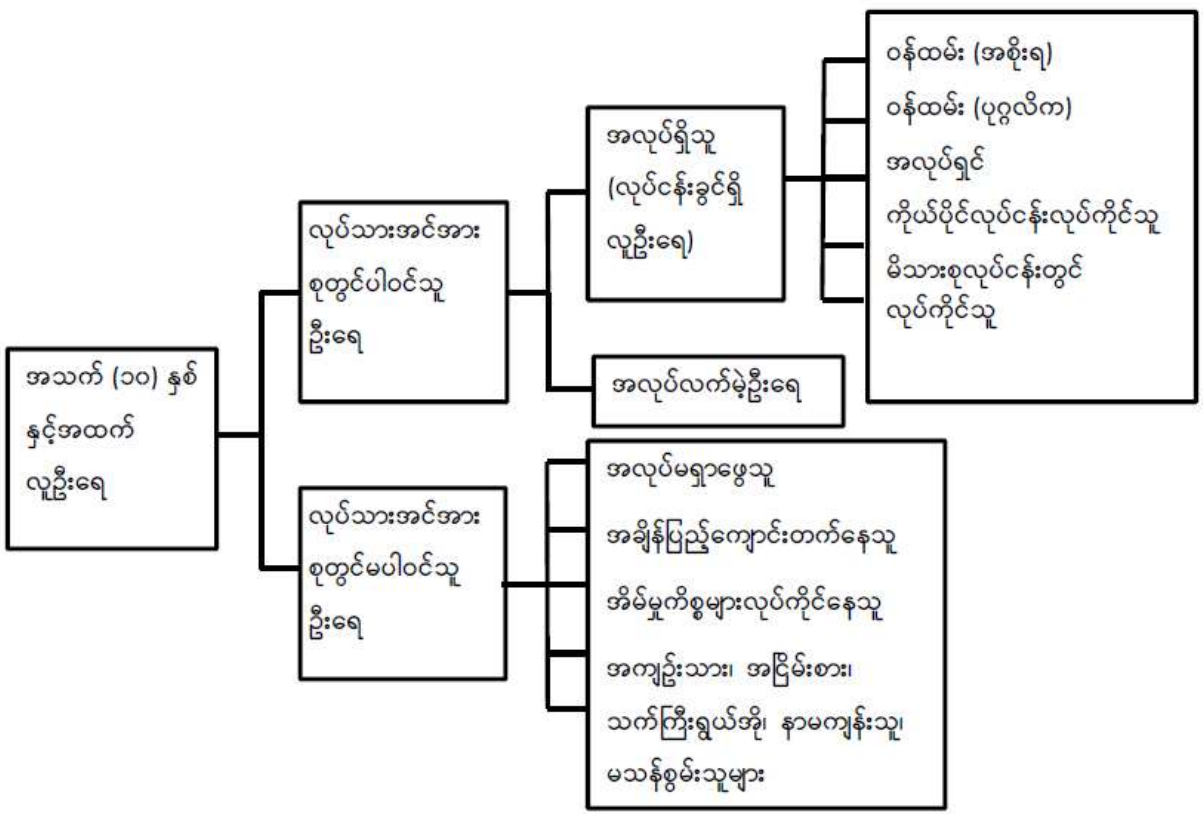 အသက် (၁၀) နှစ်
နှင့်အထက်
လူဦးရေ
လုပ်သားအင်အား
စုတွင်ပါဝင်သူ
ဦးရေ
အလုပ်ရှိသူ
(လုပ်ငန်းခွင်ရှိ
လူဦးရေ)
ဝန်ထမ်း (အစိုးရ)
ဝန်ထမ်း (ပုဂ္ဂလိက)
အလုပ်ရှင်
ကိုယ်ပိုင်လုပ်ငန်းလုပ်ကိုင်သူ
မိသားစုလုပ်ငန်းတွင်
လုပ်ကိုင်သူ
အလုပ်လက်မဲ့ဦးရေ
လုပ်သားအင်အား
စုတွင်မပါဝင်သူ
ဦးရေ
အလုပ်မရှာဖွေသူ
အချိန်ပြည့်ကျောင်းတက်နေသူ
အိမ်မှုကိစ္စများလုပ်ကိုင်နေသူ
အကျဥ်းသား၊ အငြိမ်းစား၊
သက်ကြီးရွယ်အို၊ နာမကျန်းသူ၊
မသန်စွမ်းသူများ